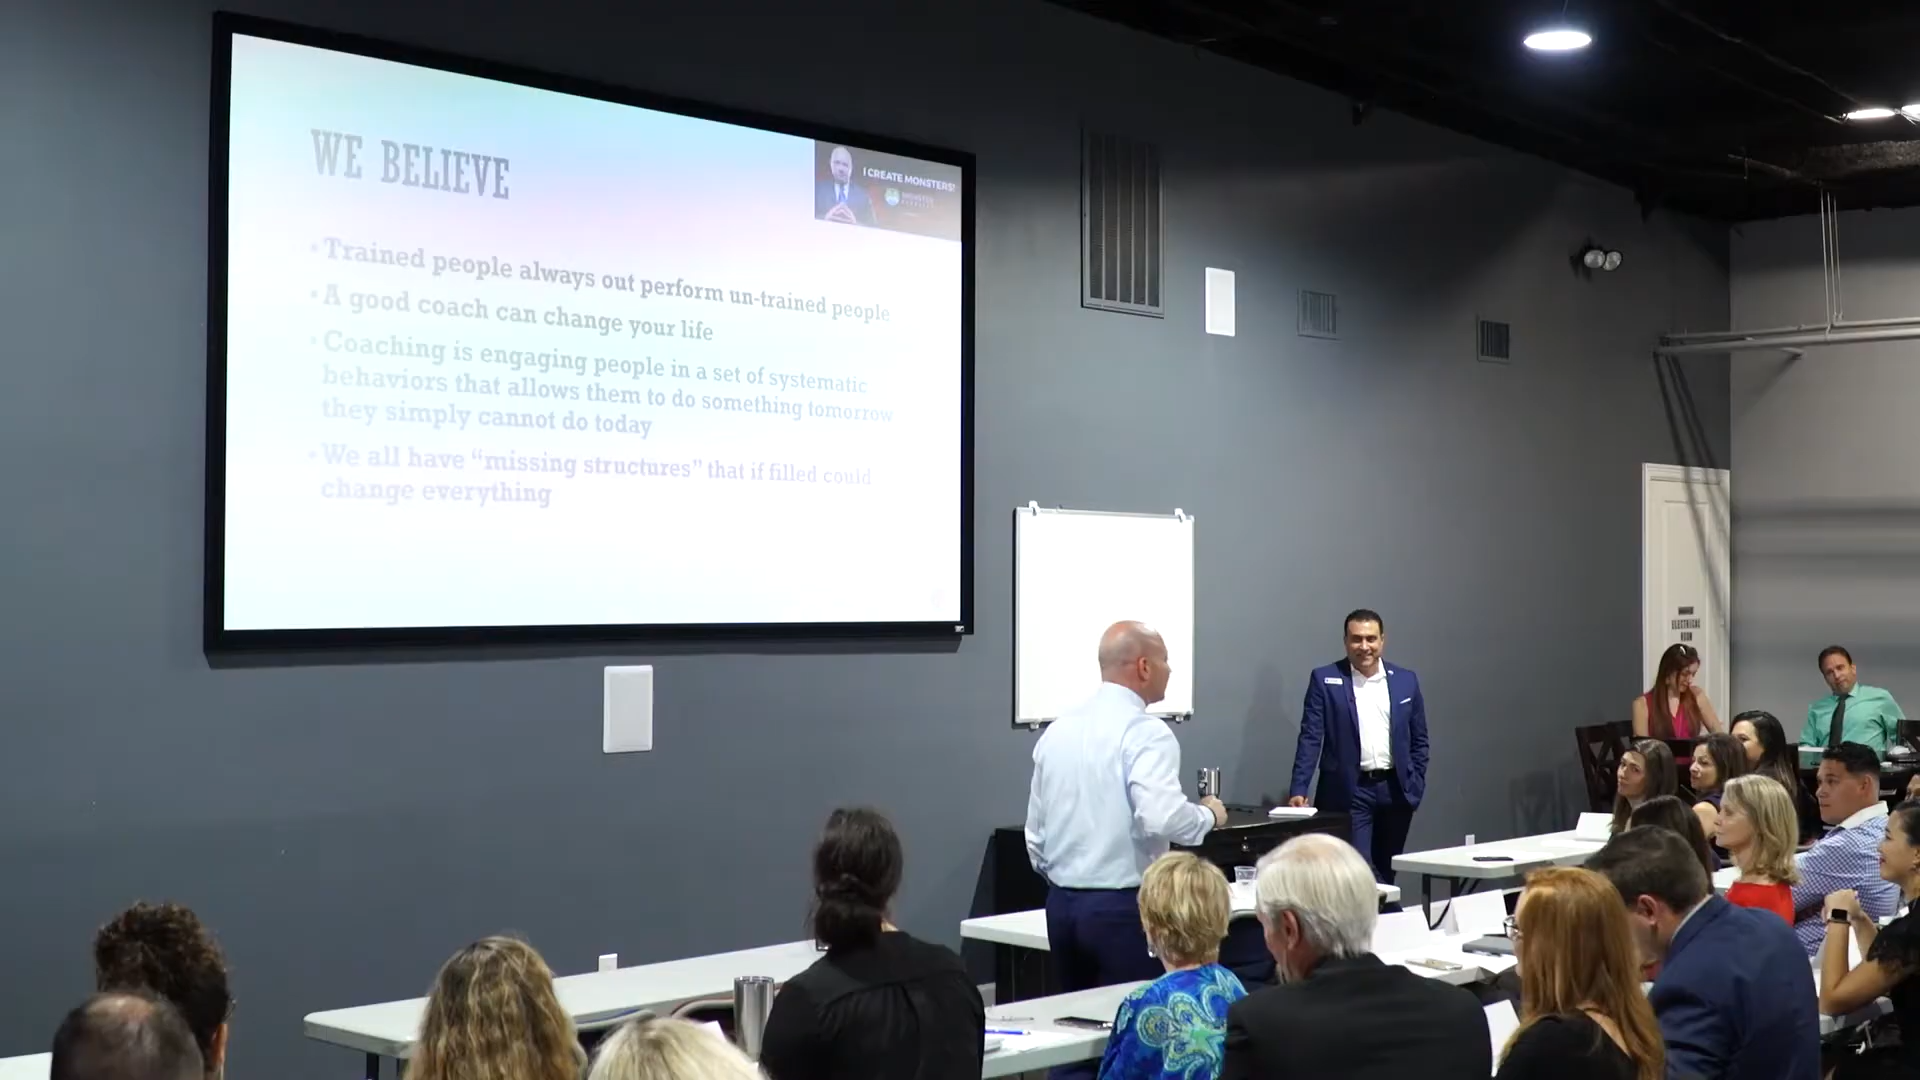 WE BELIEVE
I CREATE MONSTERS!
• Trained people always out perform un-trained people
• A good coach can change your life
• Coaching is engaging people in a set of systematic
behaviors that allows them to do something tomorrow
they simply cannot do today
• We all have “missing structures” that if filled could
change everything
ELECTRICAL
ROOM